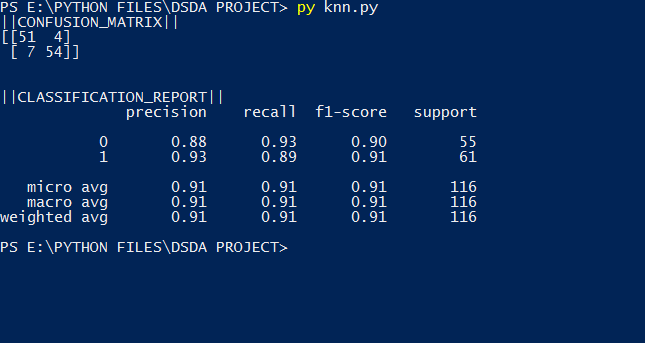 PS E:\PYTHON FILES\DSDA PROJECT> py knn.py
||CONFUSION_MATRIX||
[[51  4]
 [ 7 54]]
||CLASSIFICATION_REPORT||
              precision    recall  f1-score   support
           0       0.88      0.93      0.90        55
           1       0.93      0.89      0.91        61
   micro avg       0.91      0.91      0.91       116
   macro avg       0.91      0.91      0.91       116
weighted avg       0.91      0.91      0.91       116
PS E:\PYTHON FILES\DSDA PROJECT>